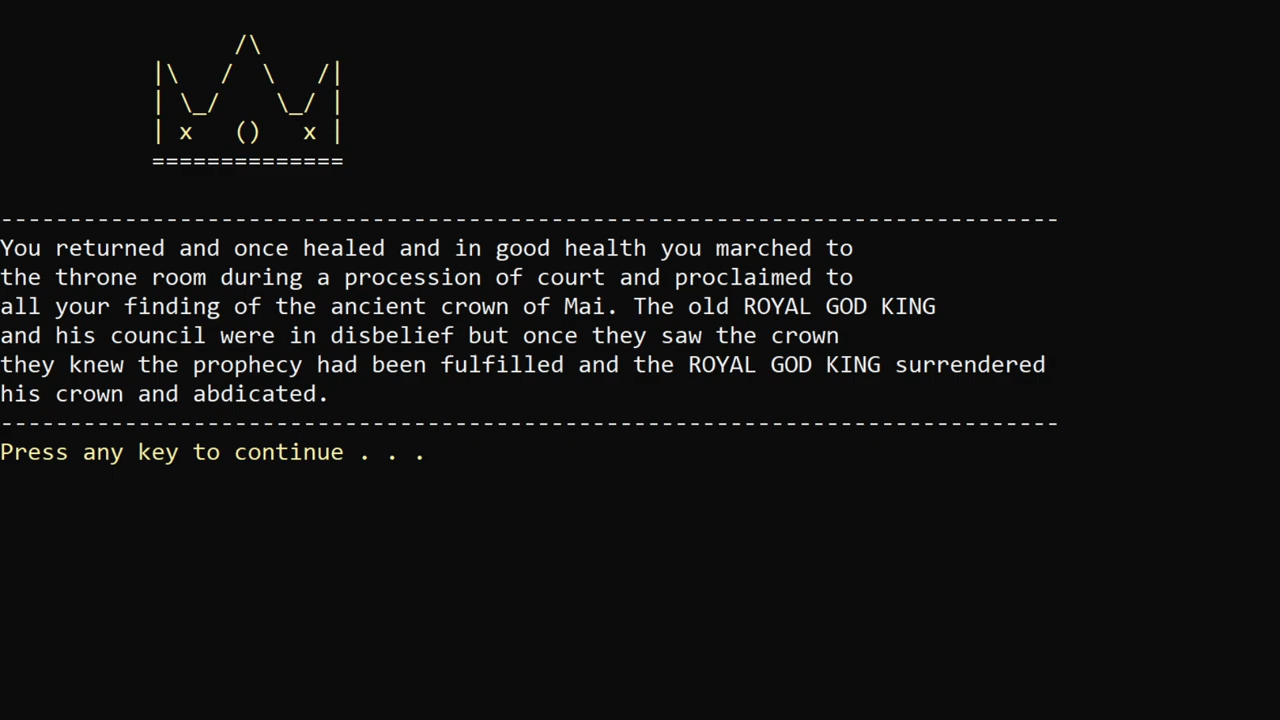 You returned and once healed and in good health you marched to
the throne room during a procession of court and proclaimed to
all your finding of the ancient crown of Mai. The old ROYAL GOD KING
and his council were in disbelief but once they saw the crown
they knew the prophecy had been fulfilled and the ROYAL GOD KING surrendered
his crown and abdicated.
Press any key to continue . . .